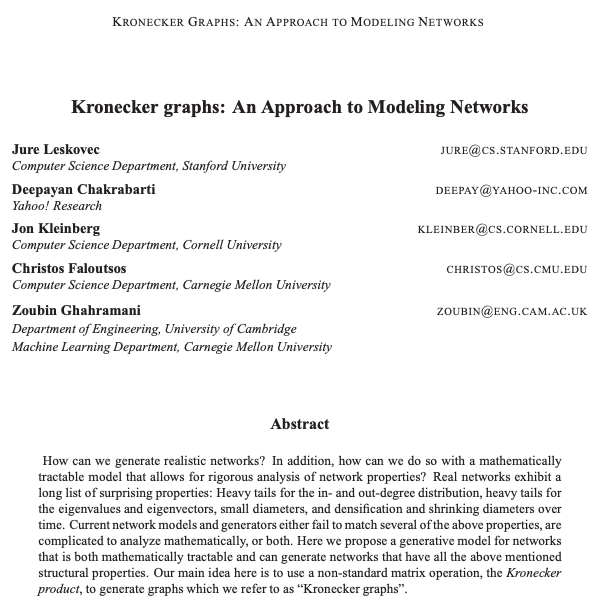 KRONECKER GRAPHS: AN APPROACH TO MODELING NETWORKS
Kronecker graphs: An Approach to Modeling Networks
Jure Leskovec JURE@CS.STANFORD.EDU
Computer Science Department, Stanford University
Deepayan Chakrabarti DEEPAY@YAHOO-INC.COM
Yahoo! Research
Jon Kleinberg KLEINBER@CS.CORNELL.EDU
Computer Science Department, Cornell University
Christos Faloutsos CHRISTOS@CS.CMU.EDU
Computer Science Department, Carnegie Mellon University
Zoubin Ghahramani ZOUBIN@ENG.CAM.AC.UK
Department of Engineering, University of Cambridge
Machine Learning Department, Carnegie Mellon University
Abstract
How can we generate realistic networks? In addition, how can we do so with a mathematically
tractable model that allows for rigorous analysis of network properties? Real networks exhibit a
long list of surprising properties: Heavy tails for the in- and out-degree distribution, heavy tails for
the eigenvalues and eigenvectors, small diameters, and densification and shrinking diameters over
time. Current network models and generators either fail to match several of the above properties, are
complicated to analyze mathematically, or both. Here we propose a generative model for networks
that is both mathematically tractable and can generate networks that have all the above mentioned
structural properties. Our main idea here is to use a non-standard matrix operation, the Kronecker
product, to generate graphs which we refer to as “Kronecker graphs”.